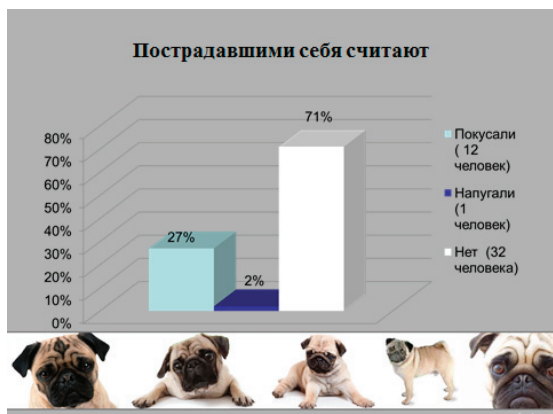 Пострадавшими себя считают
71%
80%
70%
60%
50%
40%
30%
20%
10%
0%
27%
2%
Покусали
( 12
человек)
Напугали
(1
человек)
Нет (32
человека)